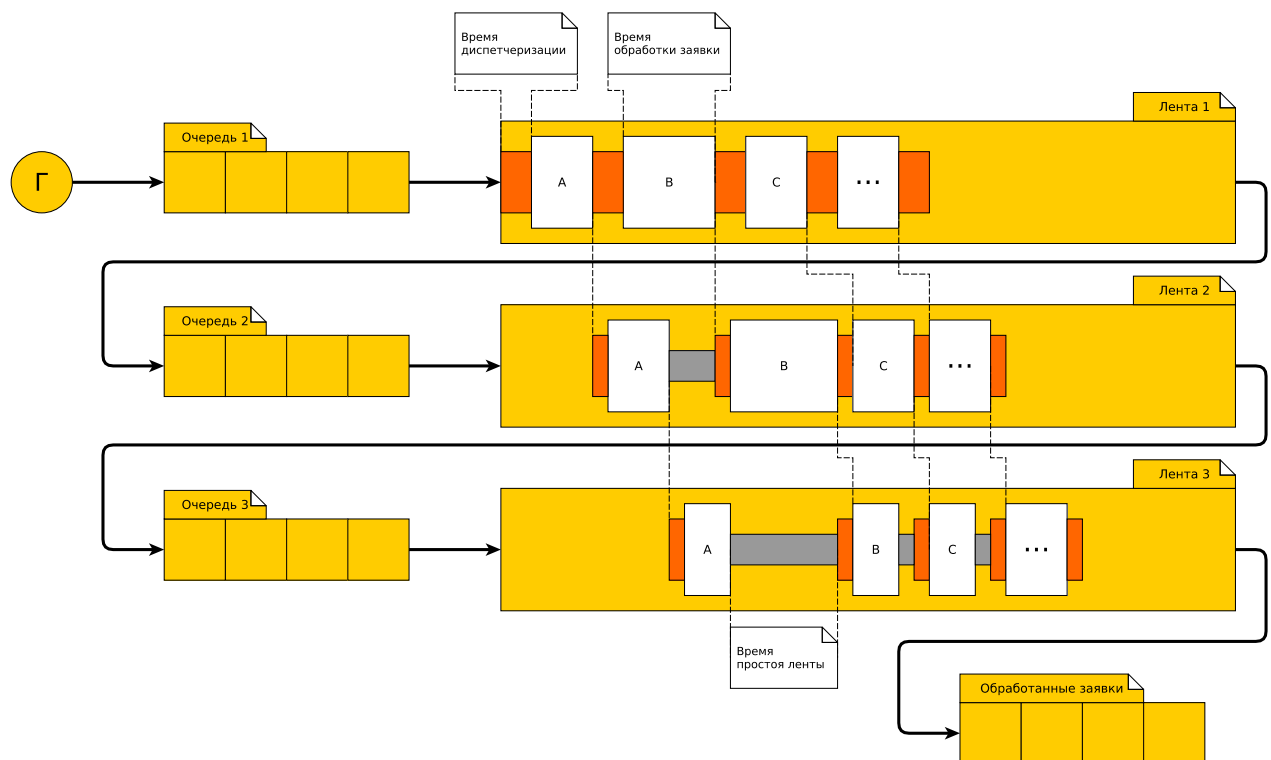 Время
диспетчеризации
Время
обработки заявки
Лента 1
Очередь 1
Г
A
B
C
...
Лента 2
Очередь 2
A
B
C
...
Лента 3
Очередь 3
A
B
C
...
Время
простоя ленты
Обработанные заявки